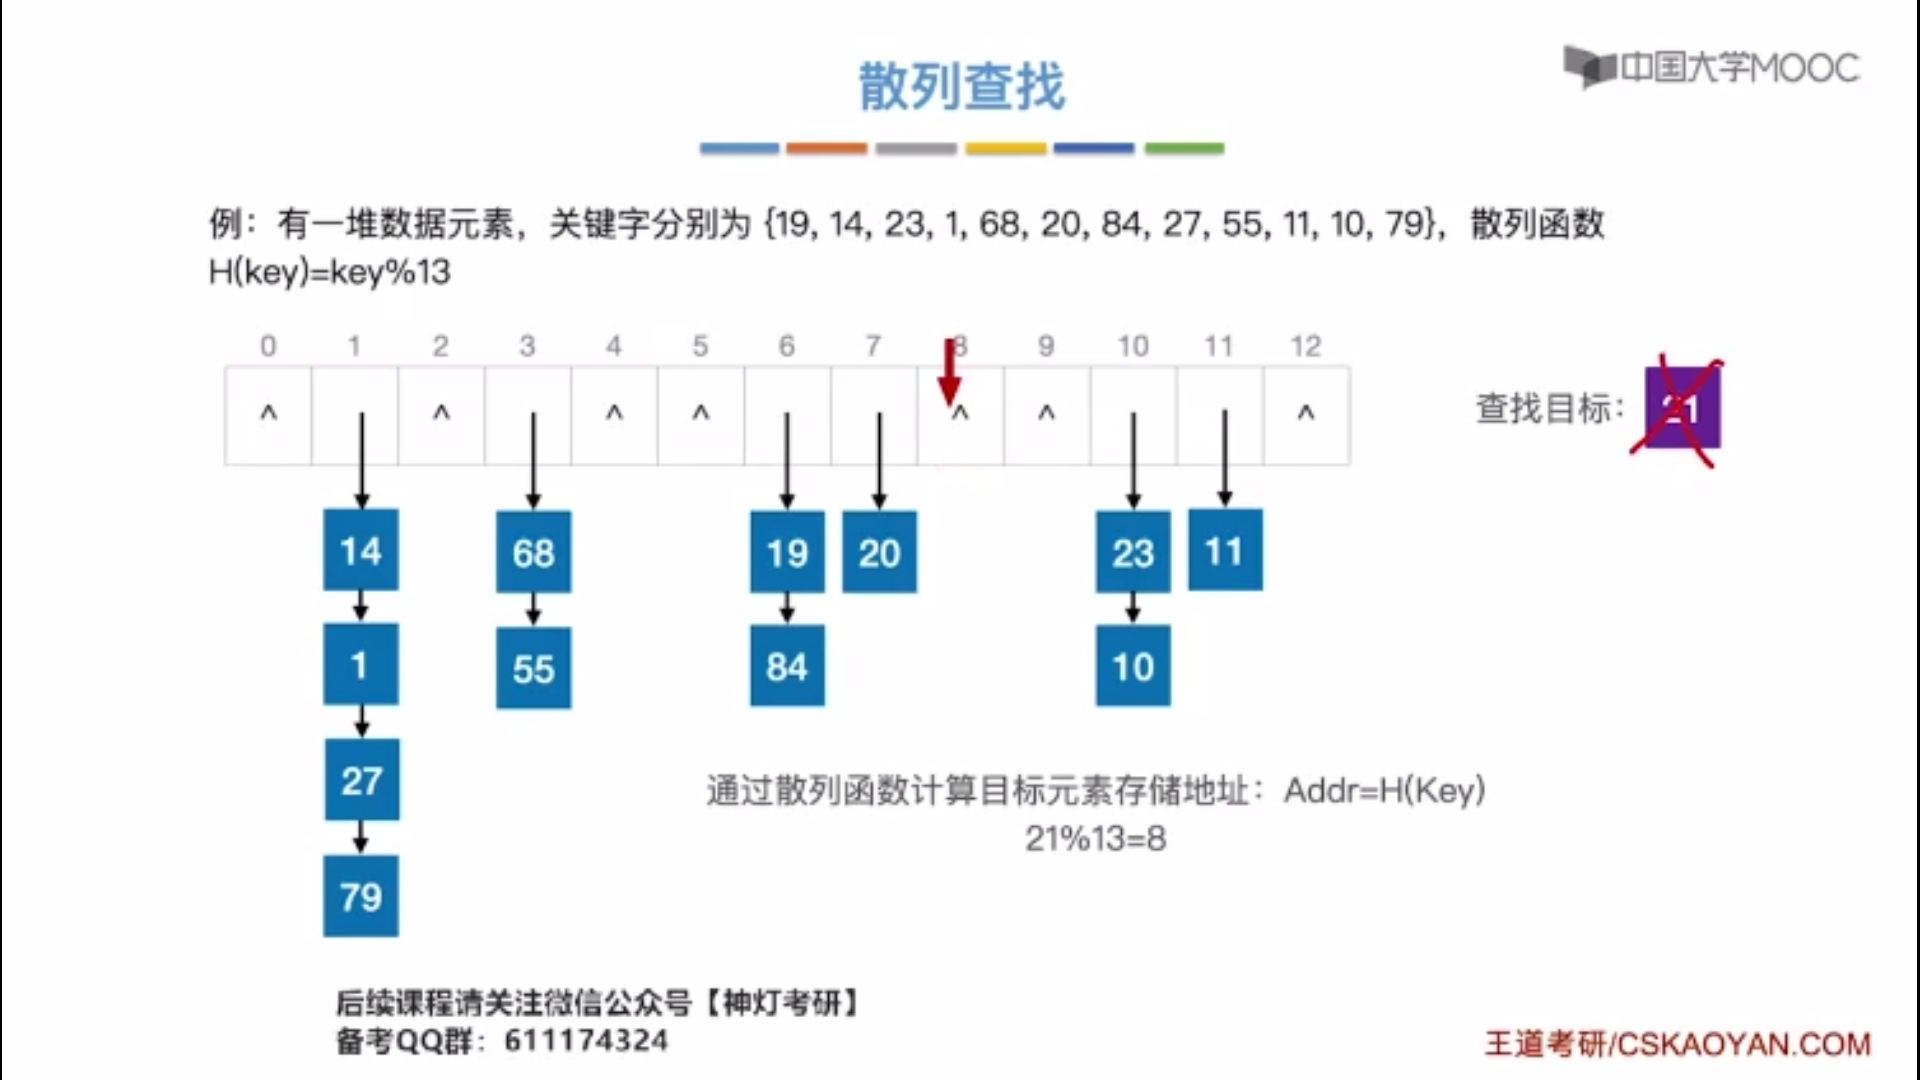 中国大学MOOC
散列查找
例：有一堆数据元素，关键字分别为 {19, 14, 23, 1, 68, 20, 84, 27, 55, 11, 10, 79}，散列函数
H(key)=key%13
0 1 2 3 4 5 6 7 8 9 10 11 12
^ ^ ^ ^ ^ ^ ^
查找目标： 21
14 68 19 20 23 11
1 55 84 10
27
79
通过散列函数计算目标元素存储地址：Addr=H(Key)
21%13=8
后续课程请关注微信公众号【神灯考研】
备考QQ群：611174324
王道考研/CSKAOYAN.COM